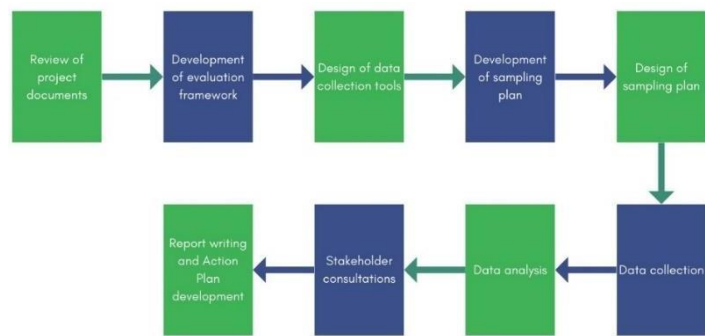 Review of
project
documents
Development
of evaluation
framework
Design of data
collection tools
Development
of sampling
plan
Design of
sampling plan
Data collection
Data analysis
Stakeholder
consultations
Report writing
and Action
Plan
development